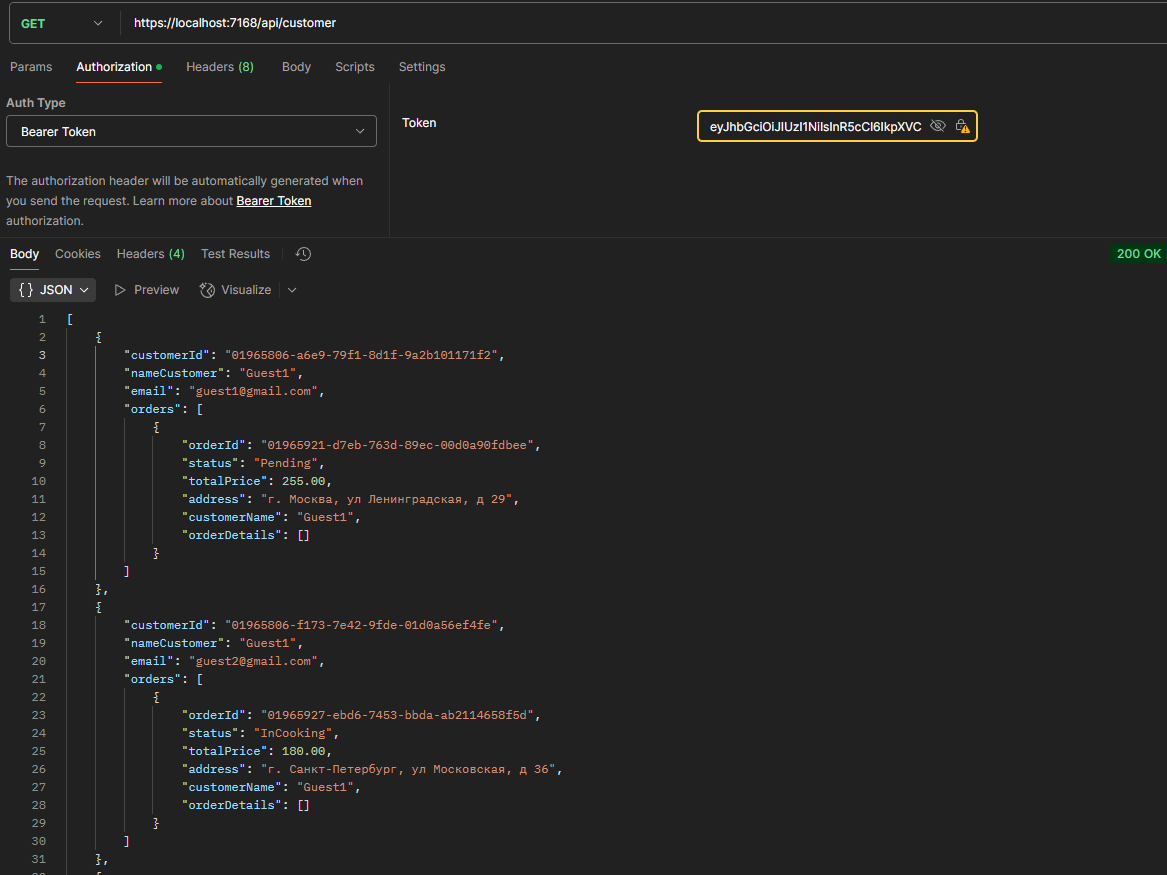 GET https://localhost:7168/api/customer
Params Authorization Headers (8) Body Scripts Settings
Auth Type
Bearer Token
Token
eyJhbGciOiJIUzI1NiIsInR5cCI6IkpXVC
The authorization header will be automatically generated when
you send the request. Learn more about Bearer Token
authorization.
Body Cookies Headers (4) Test Results 200 OK
{} JSON Preview Visualize
1 [
2 {
3 "customerId": "01965806-a6e9-79f1-8d1f-9a2b101171f2",
4 "nameCustomer": "Guest1",
5 "email": "guest1@gmail.com",
6 "orders": [
7 {
8 "orderId": "01965921-d7eb-763d-89ec-00d0a90fdbee",
9 "status": "Pending",
10 "totalPrice": 255.00,
11 "address": "г. Москва, ул Ленинградская, д 29",
12 "customerName": "Guest1",
13 "orderDetails": []
14 }
15 ]
16 },
17 {
18 "customerId": "01965806-f173-7e42-9fde-01d0a56ef4fe",
19 "nameCustomer": "Guest1",
20 "email": "guest2@gmail.com",
21 "orders": [
22 {
23 "orderId": "01965927-ebd6-7453-bbda-ab2114658f5d",
24 "status": "InCooking",
25 "totalPrice": 180.00,
26 "address": "г. Санкт-Петербург, ул Московская, д 36",
27 "customerName": "Guest1",
28 "orderDetails": []
29 }
30 ]
31 },